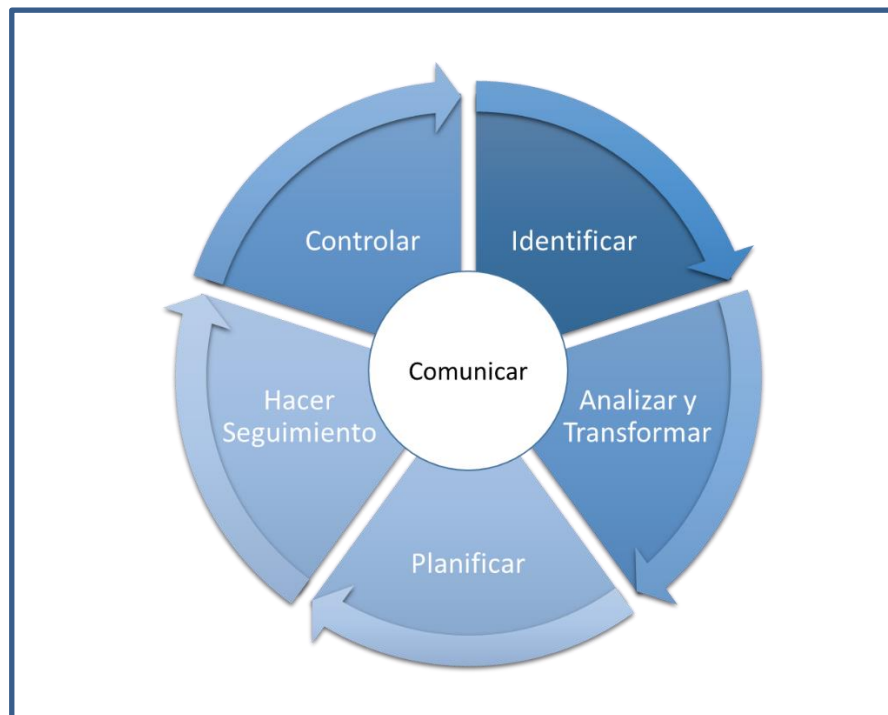 Controlar
Identificar
Comunicar
Hacer
Seguimiento
Analizar y
Transformar
Planificar